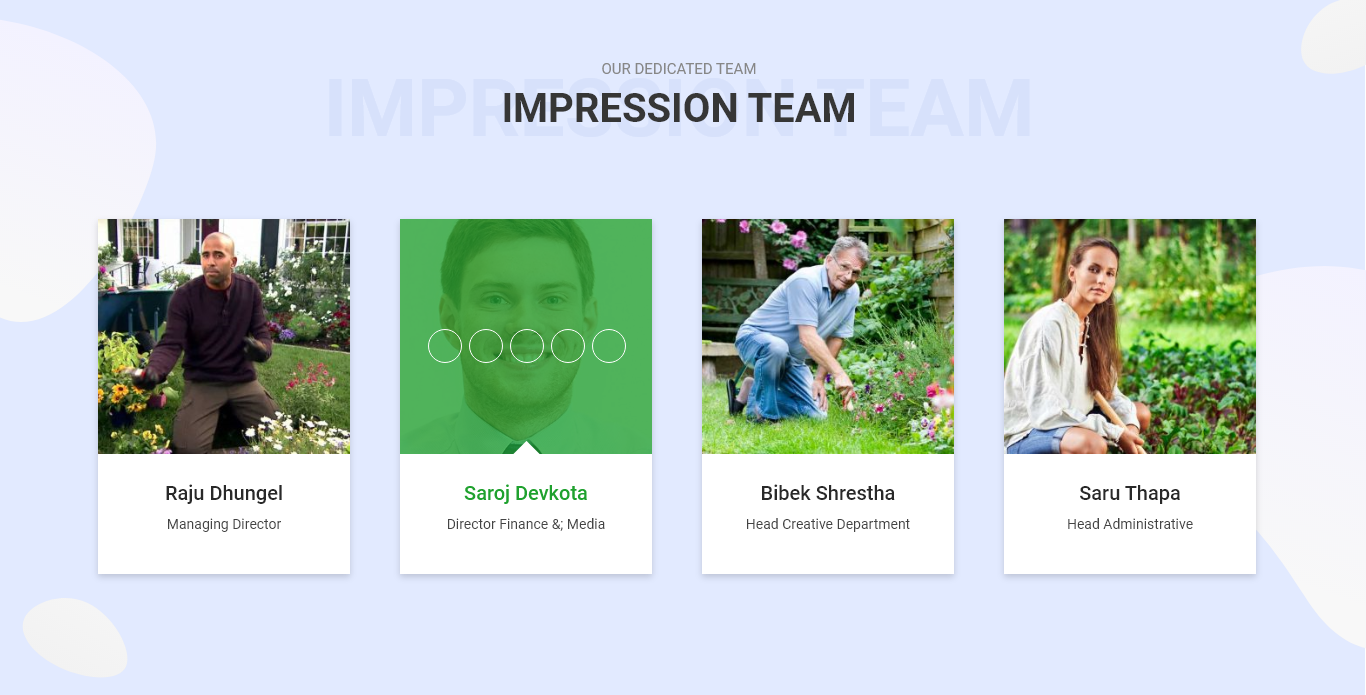 OUR DEDICATED TEAM
IMPRESSION TEAM
IMPRESSION TEAM
Raju Dhungel
Managing Director
Saroj Devkota
Director Finance &; Media
Bibek Shrestha
Head Creative Department
Saru Thapa
Head Administrative